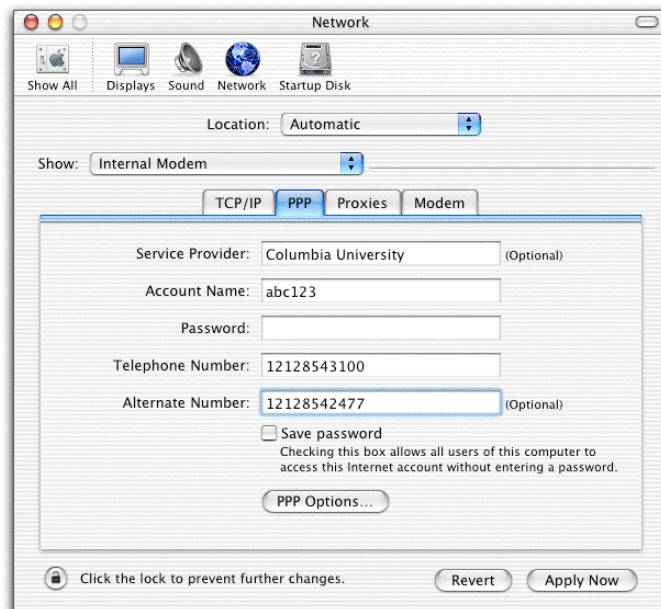 Network
Show All Displays Sound Network Startup Disk
Location: Automatic
Show: Internal Modem
TCP/IP PPP Proxies Modem
Service Provider: Columbia University (Optional)
Account Name: abc123
Password:
Telephone Number: 12128543100
Alternate Number: 12128542477 (Optional)
Save password
Checking this box allows all users of this computer to
access this Internet account without entering a password.
PPP Options...
Click the lock to prevent further changes. Revert Apply Now